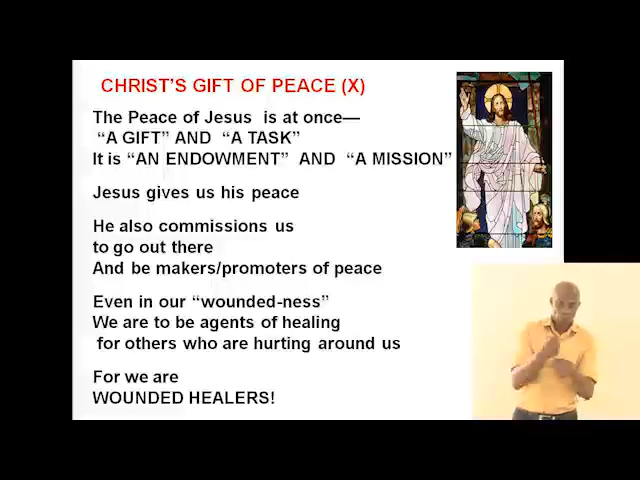 CHRIST'S GIFT OF PEACE (X)
The Peace of Jesus is at once—
"A GIFT" AND "A TASK"
It is "AN ENDOWMENT" AND "A MISSION"
Jesus gives us his peace
He also commissions us
to go out there
And be makers/promoters of peace
Even in our "wounded-ness"
We are to be agents of healing
for others who are hurting around us
For we are
WOUNDED HEALERS!